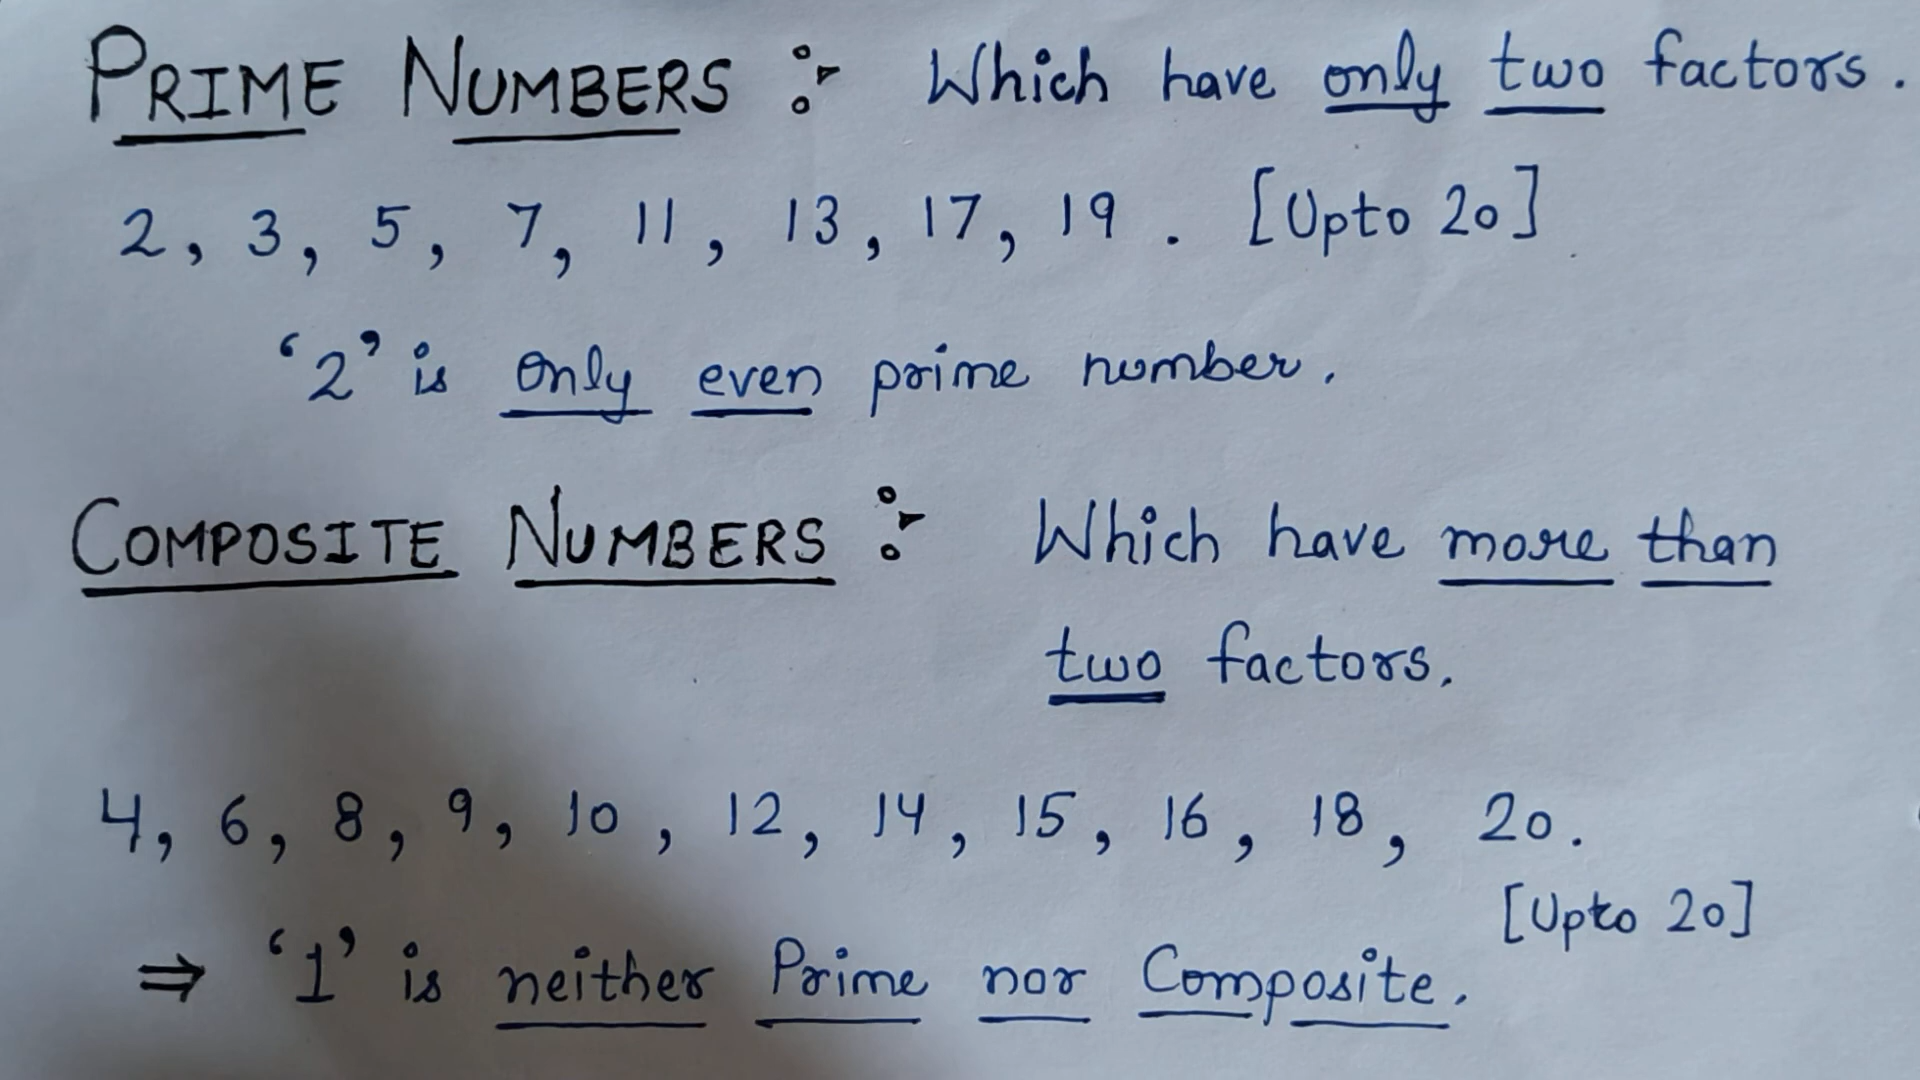 PRIME NUMBERS :- Which have only two factors.
2, 3, 5, 7, 11, 13, 17, 19. [Upto 20]
‘2’ is only even prime number.
COMPOSITE NUMBERS :- Which have more than
two factors.
4, 6, 8, 9, 10, 12, 14, 15, 16, 18, 20.
[Upto 20]
⇒ ‘1’ is neither Prime nor Composite.